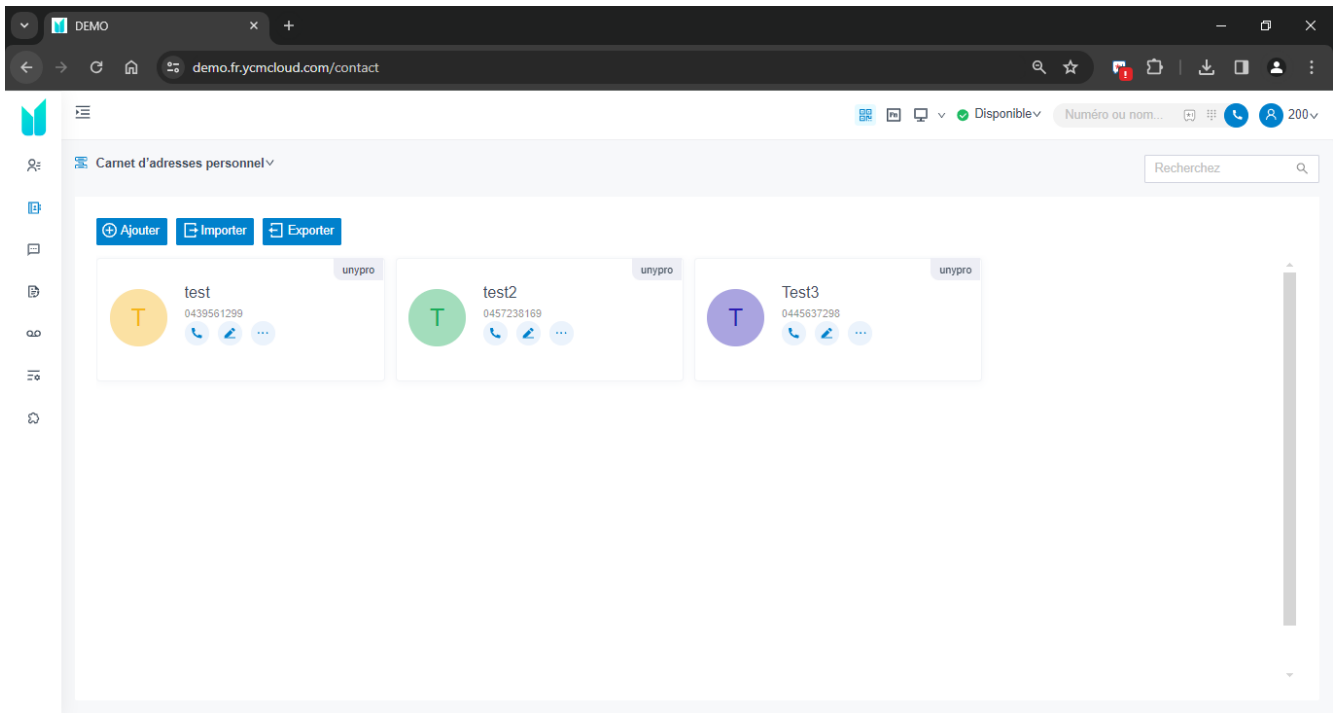 DEMO
demo.fr.ycmcloud.com/contact
Disponible
Numéro ou nom...
200
Carnet d'adresses personnel
Recherchez
Ajouter
Importer
Exporter
unypro
test
0439561299
T
unypro
test2
0457238169
T
unypro
Test3
0445637298
T